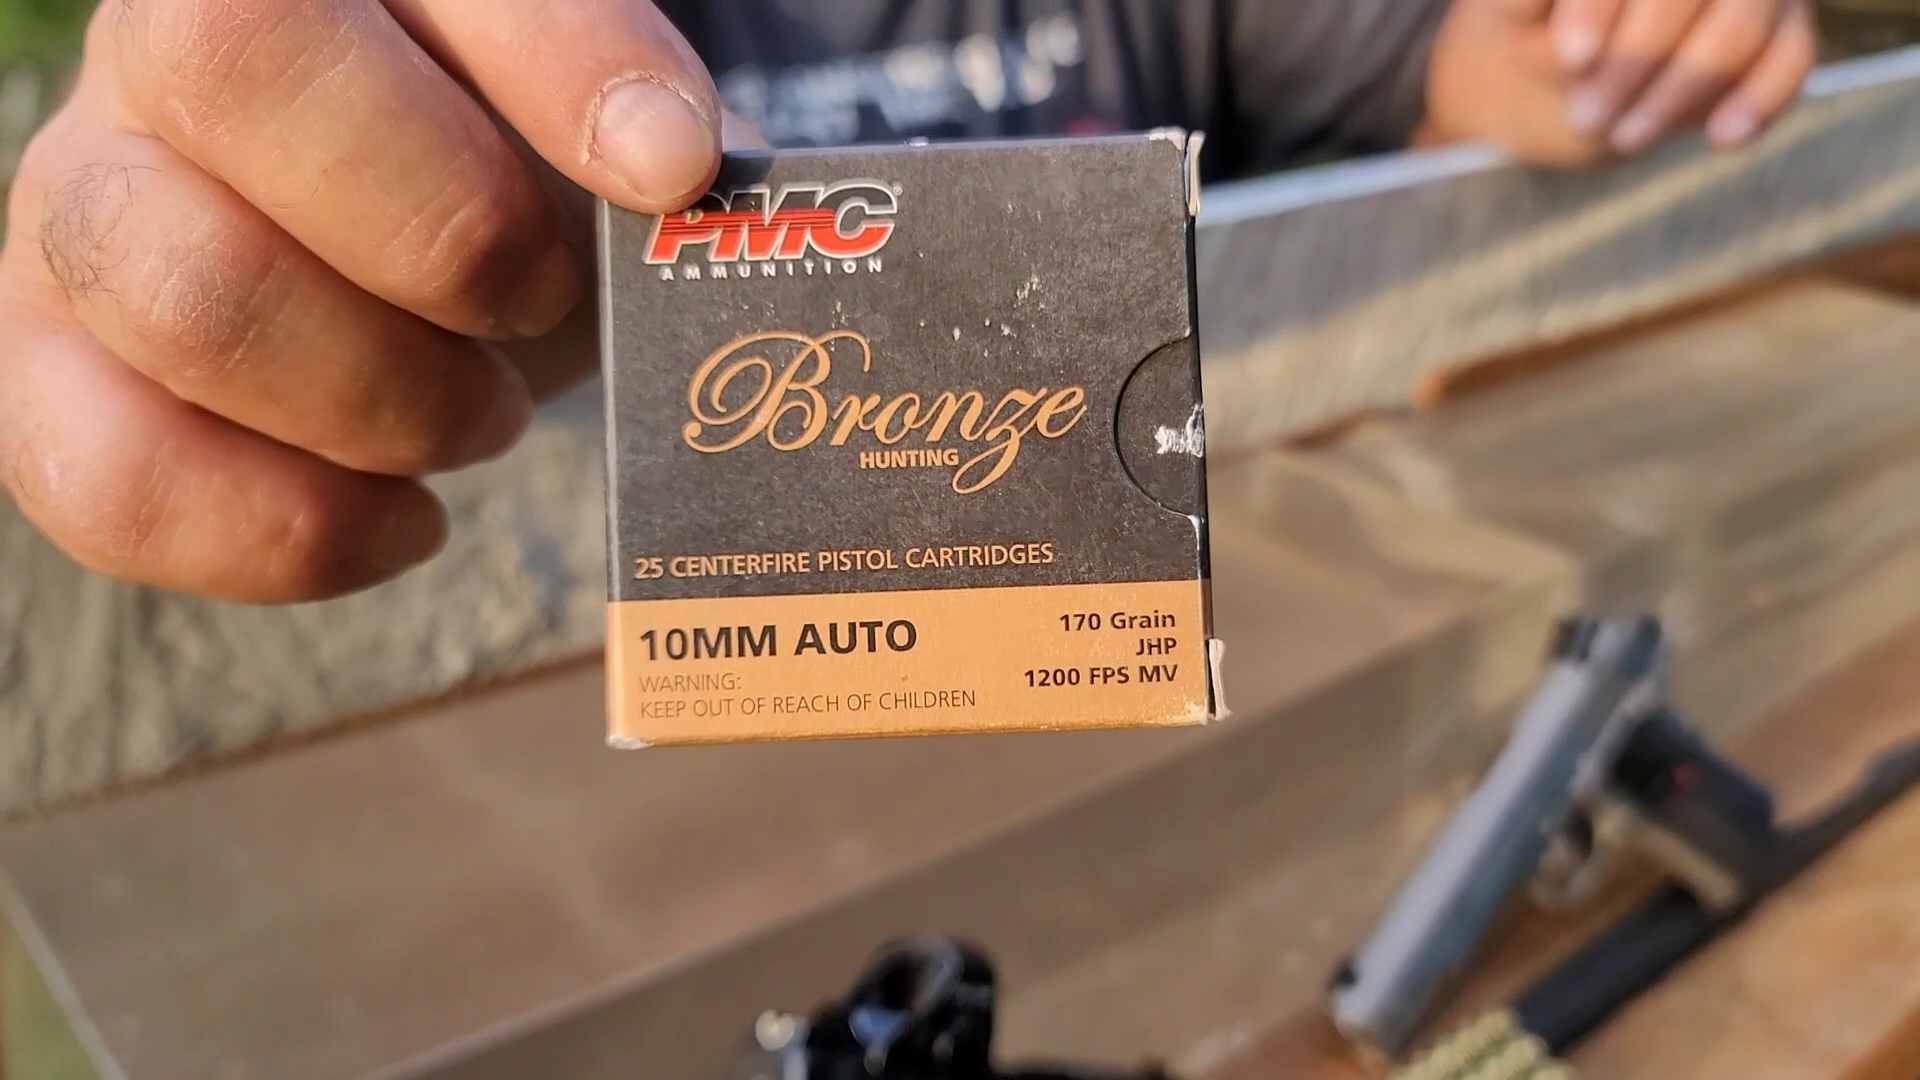 PMC
AMMUNITION
Bronze
HUNTING
25 CENTERFIRE PISTOL CARTRIDGES
10MM AUTO
170 Grain
JHP
1200 FPS MV
WARNING:
KEEP OUT OF REACH OF CHILDREN